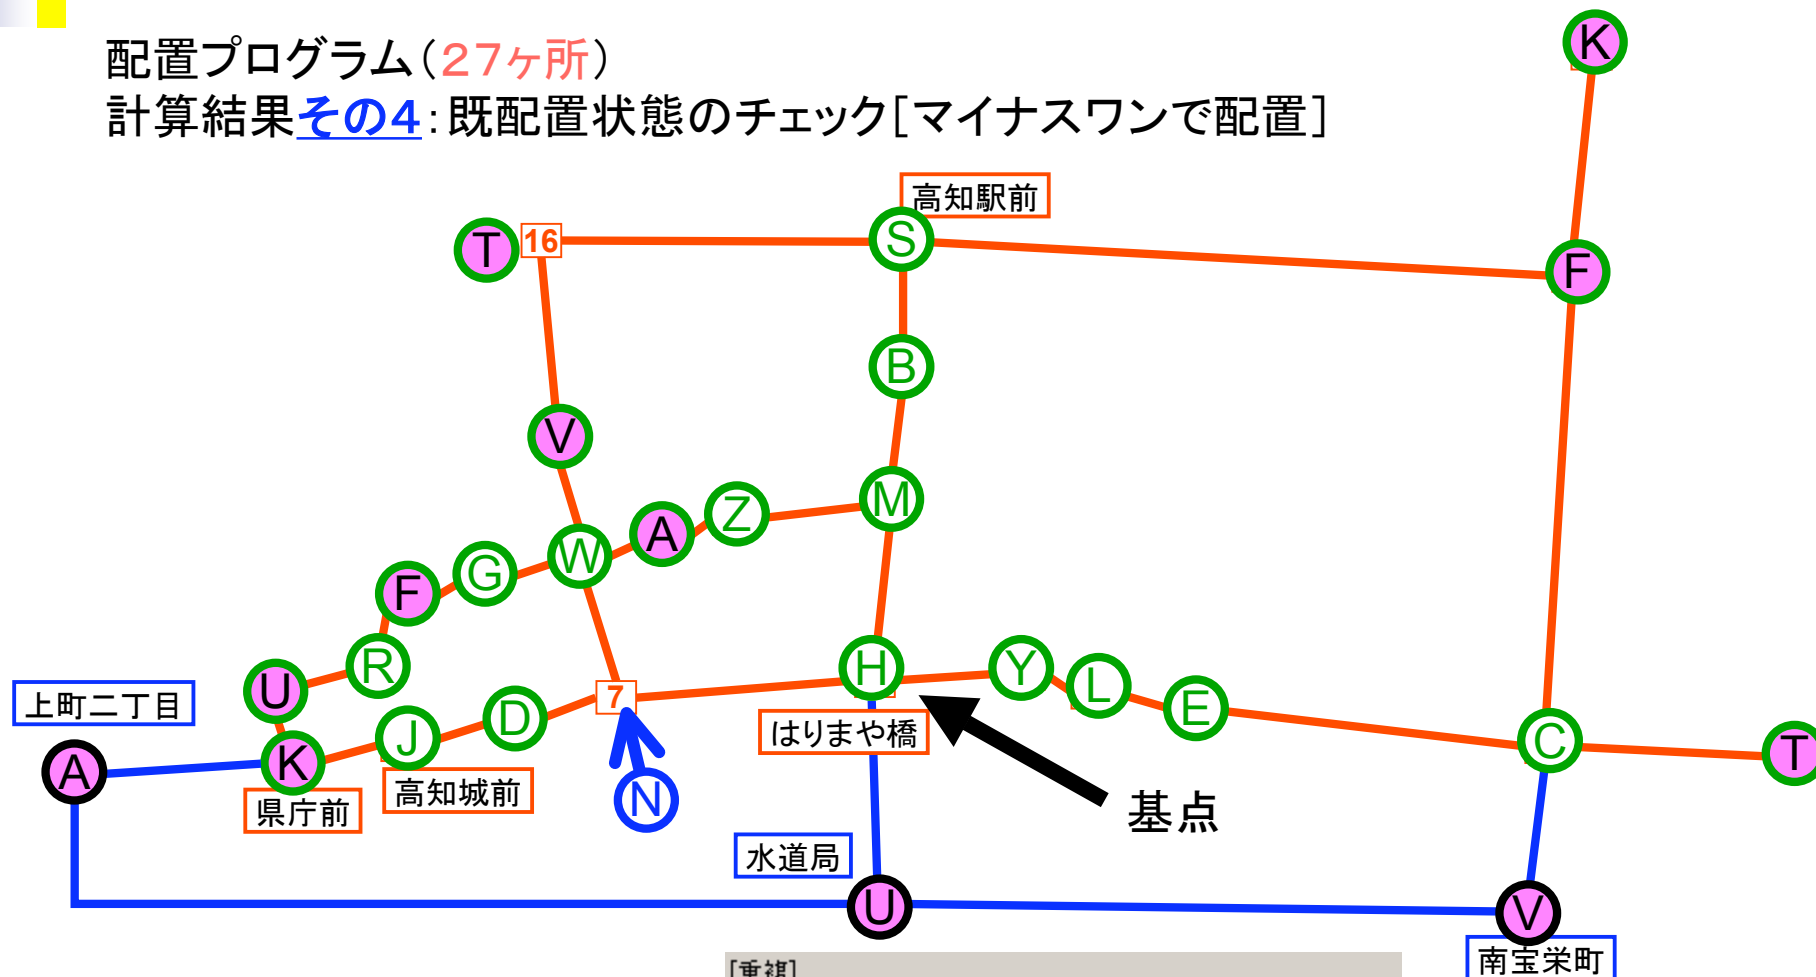 配置プログラム（27ヶ所）
計算結果その4：既配置状態のチェック[マイナスワンで配置]
K
高知駅前
T
16
S
F
B
V
M
Z
A
W
G
F
R
H
Y
L
E
U
上町二丁目
7
D
J
C
はりまや橋
T
K
A
高知城前
N
県庁前
基点
水道局
U
V
南宝栄町
[重複]